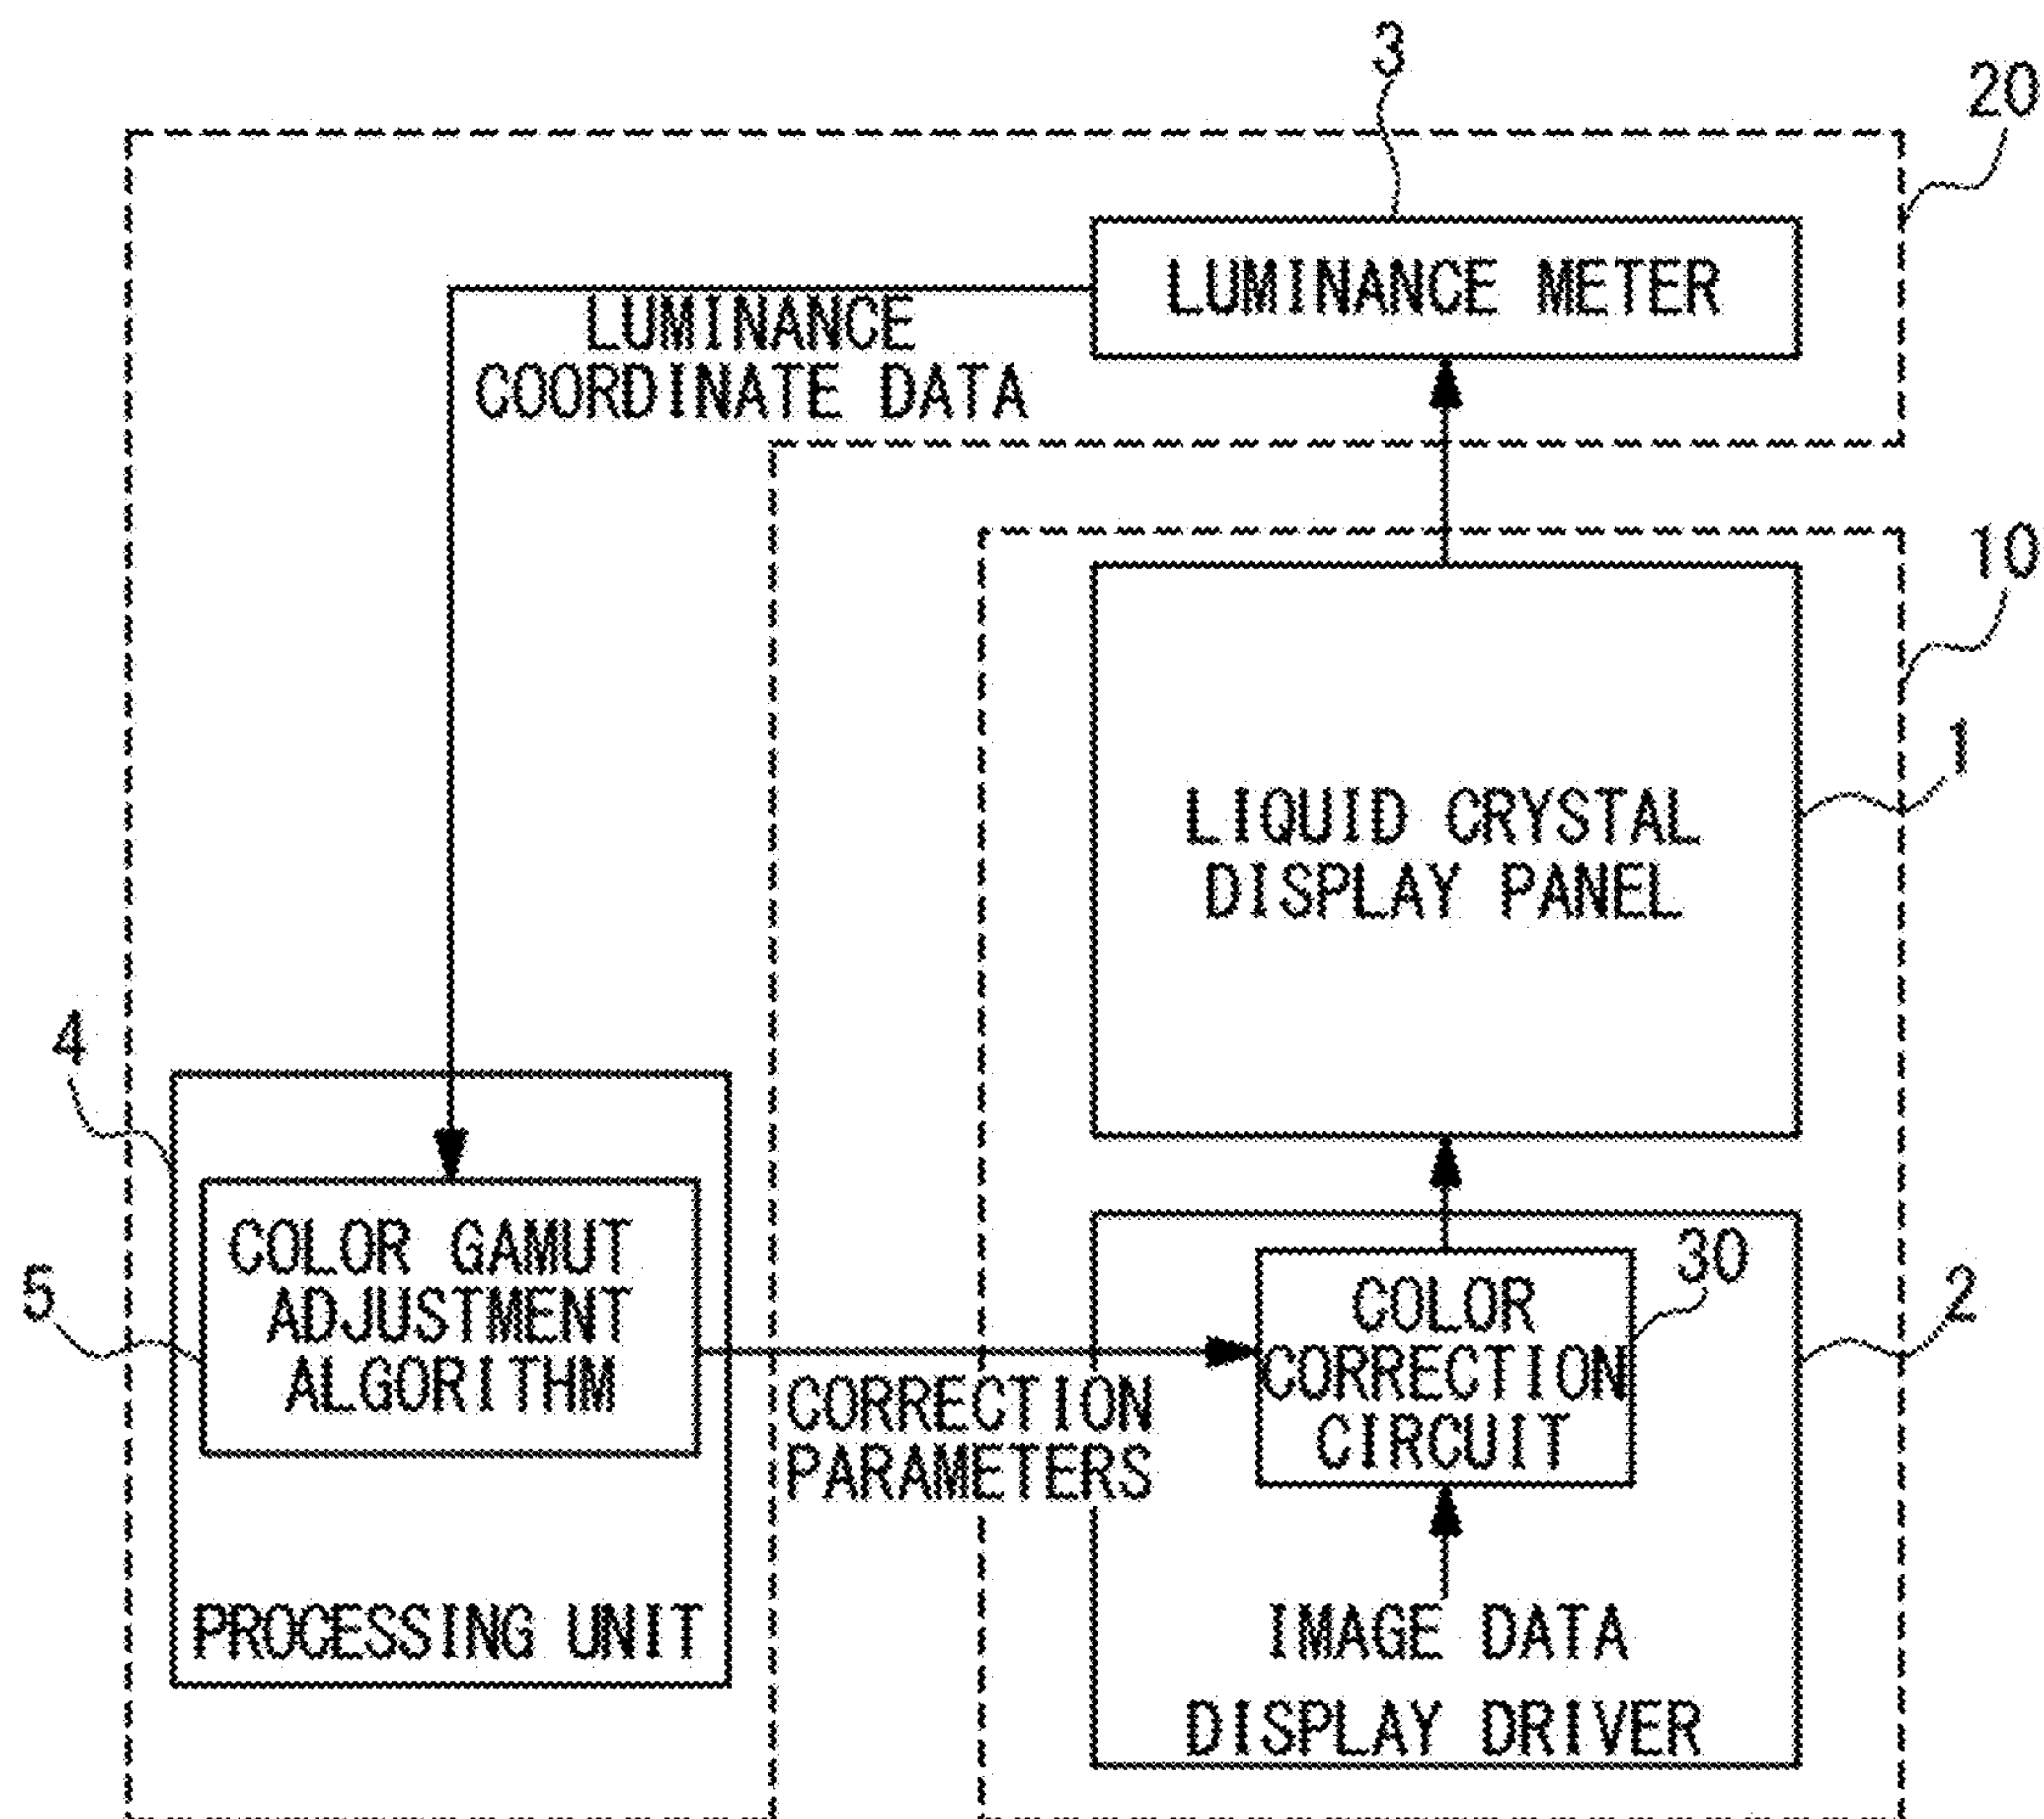 3
20
LUMINANCE METER
LUMINANCE
COORDINATE DATA
10
1
LIQUID CRYSTAL
DISPLAY PANEL
4
COLOR GAMUT
ADJUSTMENT
ALGORITHM
5
30
COLOR
CORRECTION
CIRCUIT
2
CORRECTION
PARAMETERS
PROCESSING UNIT
IMAGE DATA
DISPLAY DRIVER